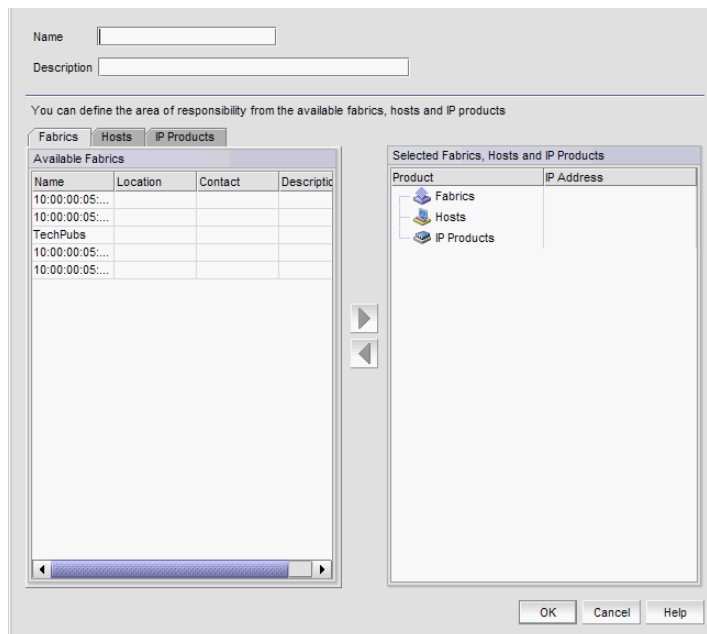 Name
Description
You can define the area of responsibility from the available fabrics, hosts and IP products
Fabrics Hosts IP Products
Available Fabrics
Name Location Contact Descriptic
10:00:00:05:...
10:00:00:05:...
TechPubs
10:00:00:05:...
10:00:00:05:...
Selected Fabrics, Hosts and IP Products
Product IP Address
Fabrics
Hosts
IP Products
OK Cancel Help